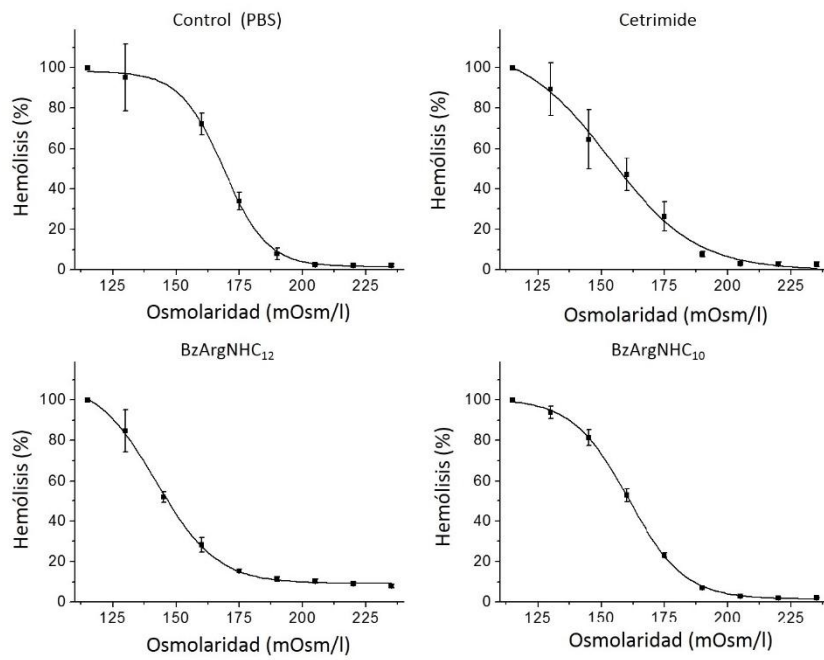 Control (PBS)
Hemólisis (%)
100
80
60
40
20
0
125 150 175 200 225
Osmolaridad (mOsm/l)
Cetrimide
Hemólisis (%)
100
80
60
40
20
0
125 150 175 200 225
Osmolaridad (mOsm/l)
BzArgNHC₁₂
Hemólisis (%)
100
80
60
40
20
0
125 150 175 200 225
Osmolaridad (mOsm/l)
BzArgNHC₁₀
Hemólisis (%)
100
80
60
40
20
0
125 150 175 200 225
Osmolaridad (mOsm/l)